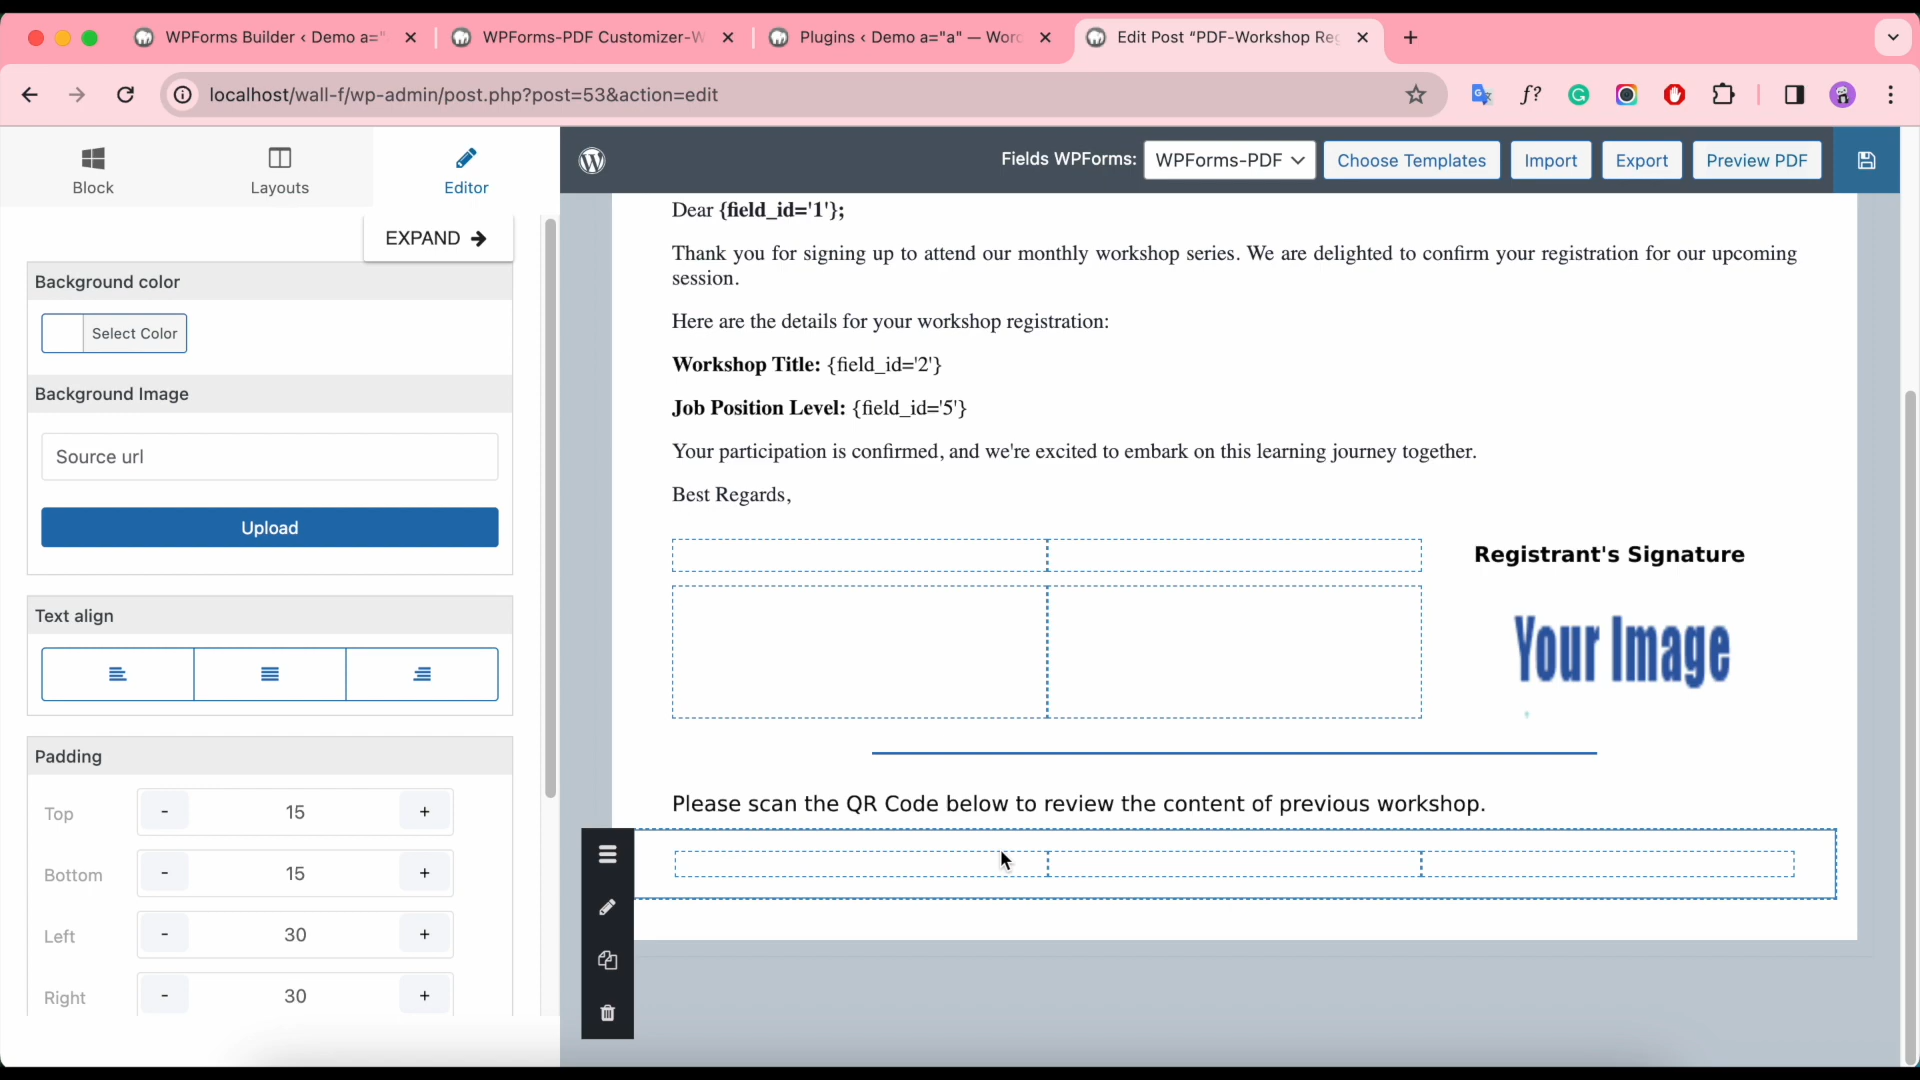 WPForms Builder ‹ Demo a="
WPForms-PDF Customizer-W
Plugins ‹ Demo a="a" — Worc
Edit Post “PDF-Workshop Reg
localhost/wall-f/wp-admin/post.php?post=53&action=edit
Block
Layouts
Editor
Fields WPForms:
WPForms-PDF
Choose Templates
Import
Export
Preview PDF
EXPAND
Background color
Select Color
Background Image
Source url
Upload
Text align
Padding
Top
-
15
+
Bottom
-
15
+
Left
-
30
+
Right
-
30
+
Dear {field_id='1'};
Thank you for signing up to attend our monthly workshop series. We are delighted to confirm your registration for our upcoming
session.
Here are the details for your workshop registration:
Workshop Title: {field_id='2'}
Job Position Level: {field_id='5'}
Your participation is confirmed, and we're excited to embark on this learning journey together.
Best Regards,
Registrant's Signature
Your Image
Please scan the QR Code below to review the content of previous workshop.